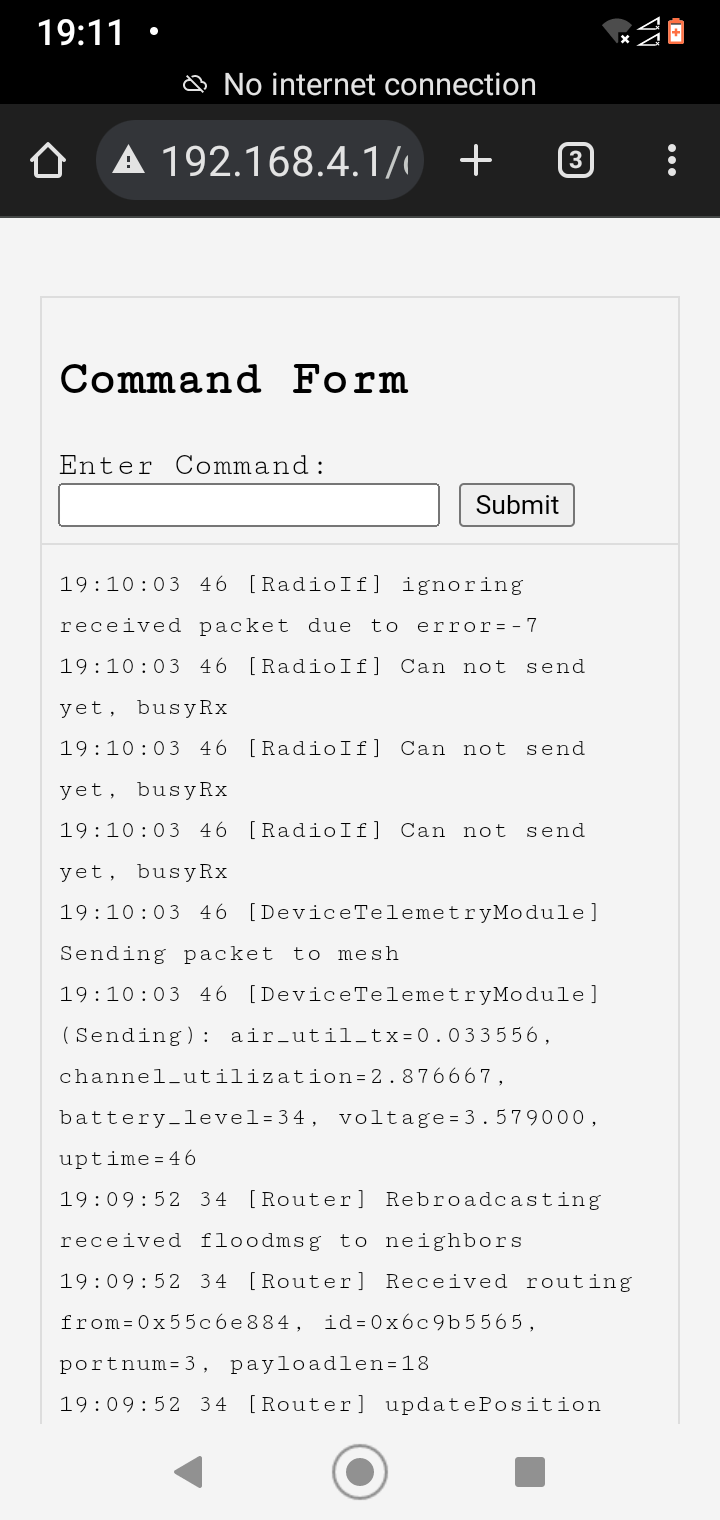 19:11
No internet connection
192.168.4.1/
3
Command Form
Enter Command:
Submit
19:10:03 46 [RadioIf] ignoring
received packet due to error=-7
19:10:03 46 [RadioIf] Can not send
yet, busyRx
19:10:03 46 [RadioIf] Can not send
yet, busyRx
19:10:03 46 [RadioIf] Can not send
yet, busyRx
19:10:03 46 [DeviceTelemetryModule]
Sending packet to mesh
19:10:03 46 [DeviceTelemetryModule]
(Sending): air_util_tx=0.033556,
channel_utilization=2.876667,
battery_level=34, voltage=3.579000,
uptime=46
19:09:52 34 [Router] Rebroadcasting
received floodmsg to neighbors
19:09:52 34 [Router] Received routing
from=0x55c6e884, id=0x6c9b5565,
portnum=3, payloadlen=18
19:09:52 34 [Router] updatePosition